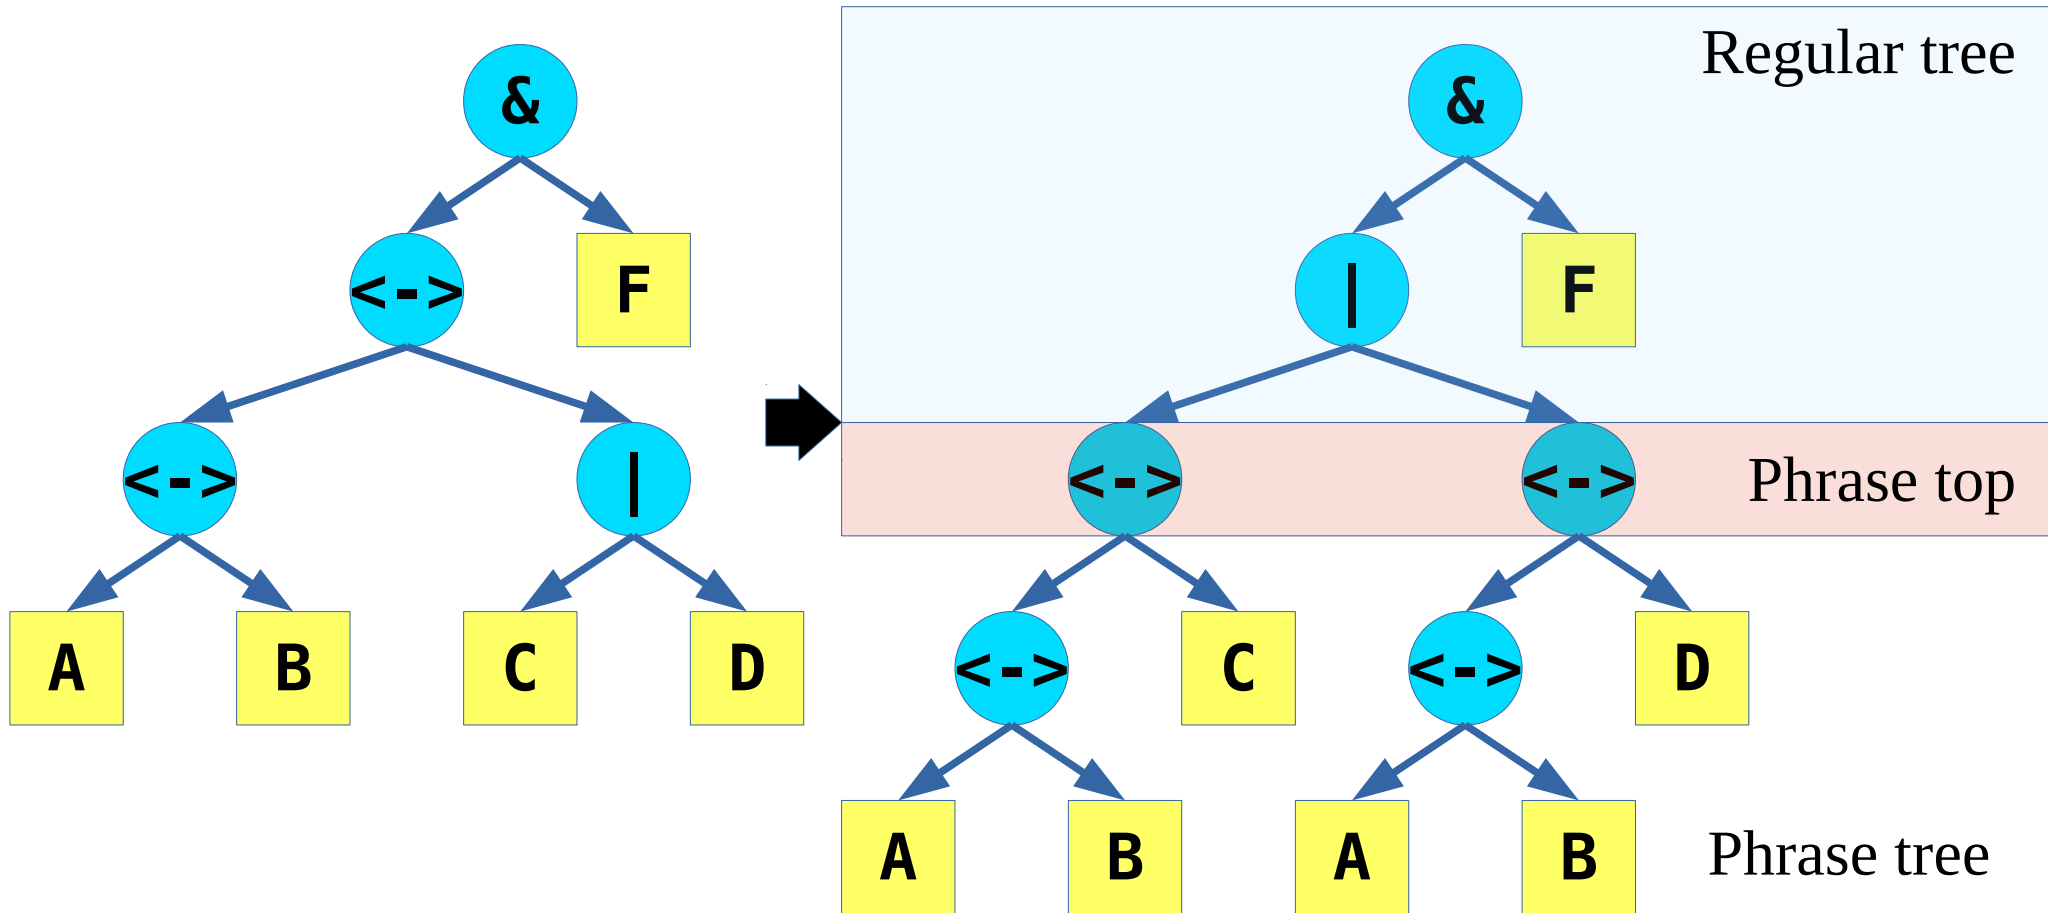 & & Regular tree
<-> F | F
<-> | <-> <-> Phrase top
A B C D <-> C <-> D
A B A B Phrase tree